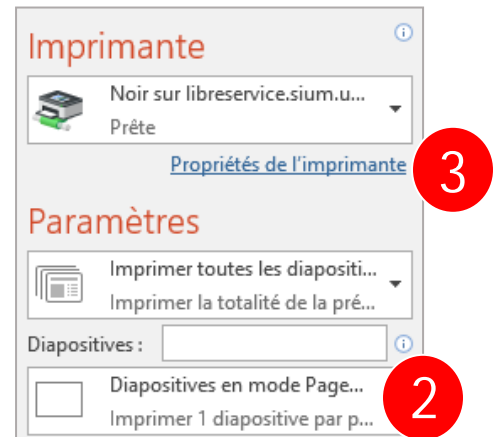 Imprimante
Noir sur libreservice.sium.u...
Prête
Propriétés de l'imprimante
3
Paramètres
Imprimer toutes les diapositi...
Imprimer la totalité de la pré...
Diapositives :
Diapositives en mode Page...
2
Imprimer 1 diapositive par p...